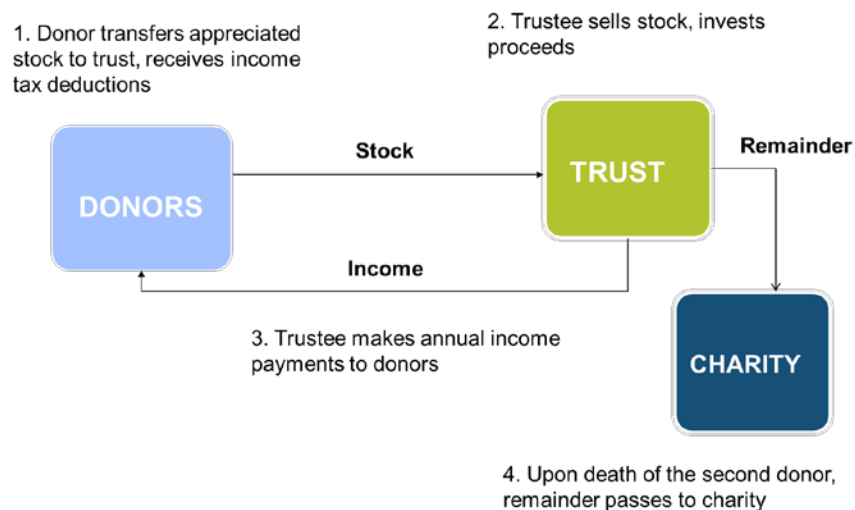 1. Donor transfers appreciated
stock to trust, receives income
tax deductions
2. Trustee sells stock, invests
proceeds
Stock
Remainder
DONORS
TRUST
Income
3. Trustee makes annual income
payments to donors
CHARITY
4. Upon death of the second donor,
remainder passes to charity